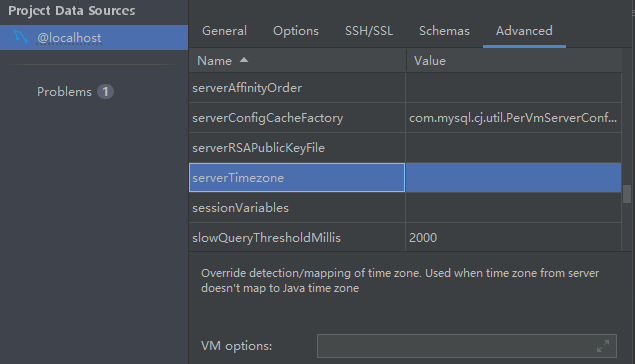 Project Data Sources
@localhost
Problems 1
General Options SSH/SSL Schemas Advanced
Name Value
serverAffinityOrder
serverConfigCacheFactory com.mysql.cj.util.PerVmServerConf...
serverRSAPublicKeyFile
serverTimezone
sessionVariables
slowQueryThresholdMillis 2000
Override detection/mapping of time zone. Used when time zone from server
doesn't map to Java time zone
VM options: